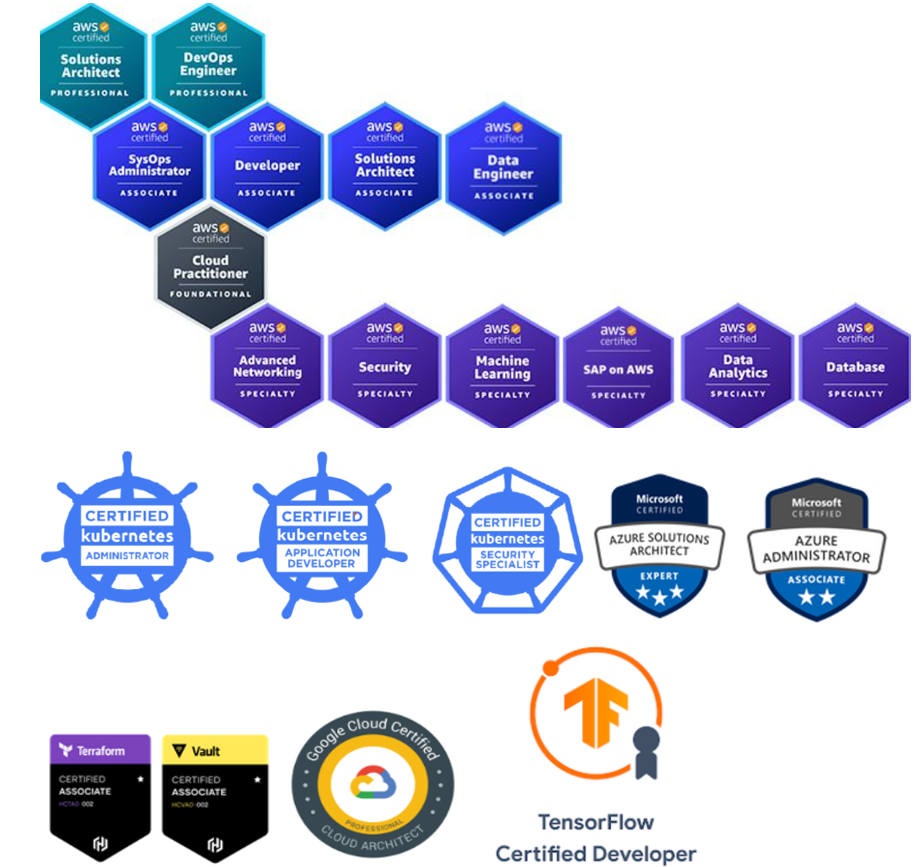 aws
certified
Solutions
Architect
PROFESSIONAL
aws
certified
DevOps
Engineer
PROFESSIONAL
aws
certified
SysOps
Administrator
ASSOCIATE
aws
certified
Developer
ASSOCIATE
aws
certified
Solutions
Architect
ASSOCIATE
aws
certified
Data
Engineer
ASSOCIATE
aws
certified
Cloud
Practitioner
FOUNDATIONAL
aws
certified
Advanced
Networking
SPECIALTY
aws
certified
Security
SPECIALTY
aws
certified
Machine
Learning
SPECIALTY
aws
certified
SAP on AWS
SPECIALTY
aws
certified
Data
Analytics
SPECIALTY
aws
certified
Database
SPECIALTY
CERTIFIED
kubernetes
ADMINISTRATOR
CERTIFIED
kubernetes
APPLICATION
DEVELOPER
CERTIFIED
kubernetes
SECURITY
SPECIALIST
Microsoft
CERTIFIED
AZURE SOLUTIONS
ARCHITECT
EXPERT
Microsoft
CERTIFIED
AZURE
ADMINISTRATOR
ASSOCIATE
Terraform
CERTIFIED
ASSOCIATE
HCTA0-002
Vault
CERTIFIED
ASSOCIATE
HCVA0-002
Google Cloud Certified
PROFESSIONAL
CLOUD ARCHITECT
TensorFlow
Certified Developer